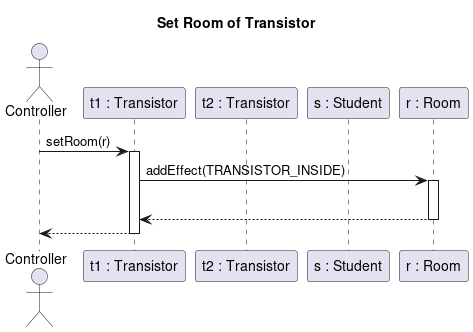 Set Room of Transistor
Controller
t1 : Transistor
t2 : Transistor
s : Student
r : Room
setRoom(r)
addEffect(TRANSISTOR_INSIDE)
Controller
t1 : Transistor
t2 : Transistor
s : Student
r : Room